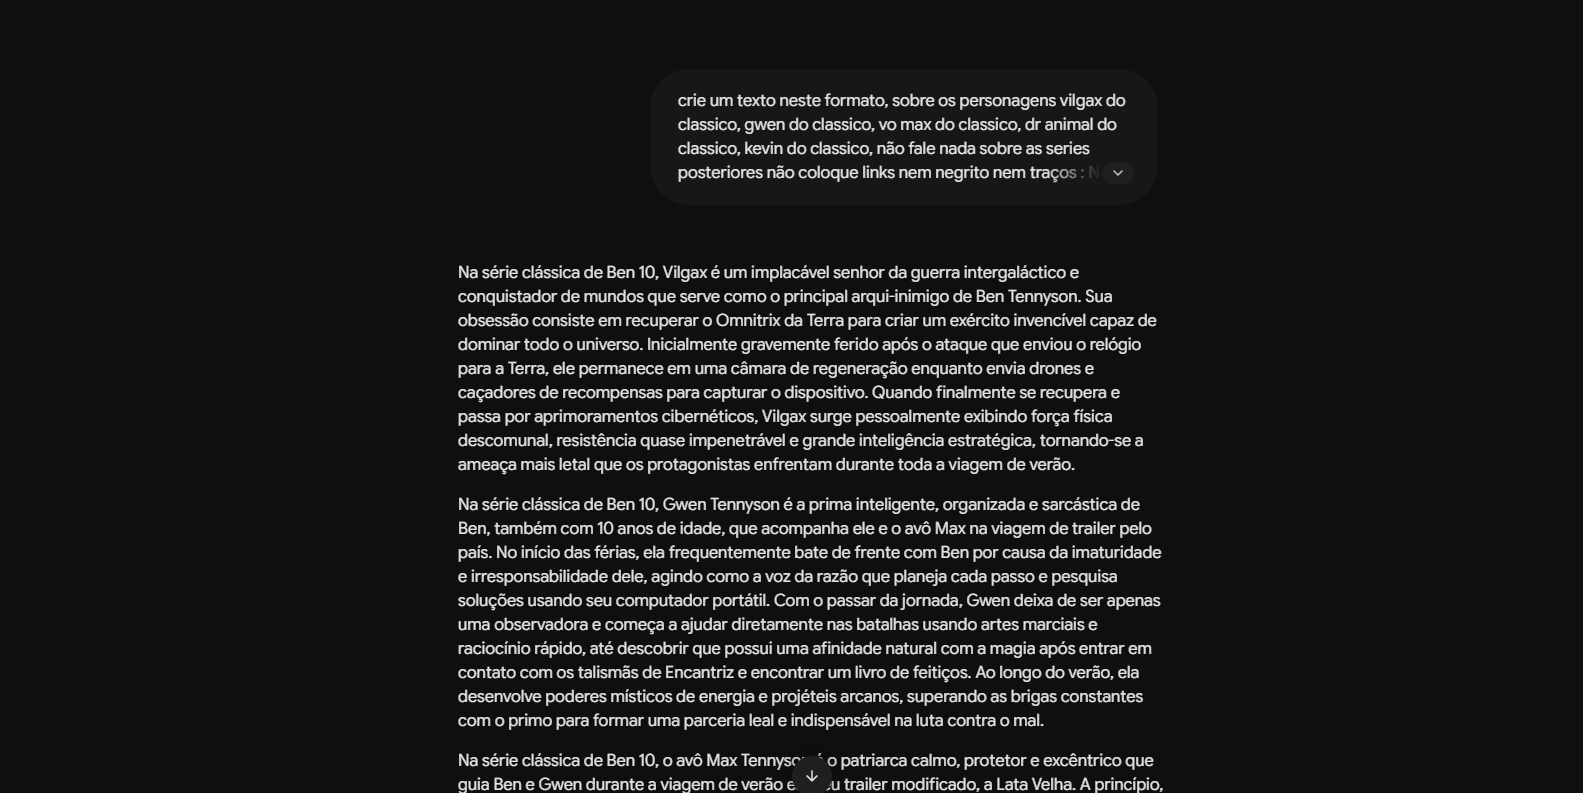 crie um texto neste formato, sobre os personagens vilgax do
classico, gwen do classico, vo max do classico, dr animal do
classico, kevin do classico, não fale nada sobre as series
posteriores não coloque links nem negrito nem traços : N
Na série clássica de Ben 10, Vilgax é um implacável senhor da guerra intergaláctico e
conquistador de mundos que serve como o principal arqui-inimigo de Ben Tennyson. Sua
obsessão consiste em recuperar o Omnitrix da Terra para criar um exército invencível capaz de
dominar todo o universo. Inicialmente gravemente ferido após o ataque que enviou o relógio
para a Terra, ele permanece em uma câmara de regeneração enquanto envia drones e
caçadores de recompensas para capturar o dispositivo. Quando finalmente se recupera e
passa por aprimoramentos cibernéticos, Vilgax surge pessoalmente exibindo força física
descomunal, resistência quase impenetrável e grande inteligência estratégica, tornando-se a
ameaça mais letal que os protagonistas enfrentam durante toda a viagem de verão.
Na série clássica de Ben 10, Gwen Tennyson é a prima inteligente, organizada e sarcástica de
Ben, também com 10 anos de idade, que acompanha ele e o avô Max na viagem de trailer pelo
país. No início das férias, ela frequentemente bate de frente com Ben por causa da imaturidade
e irresponsabilidade dele, agindo como a voz da razão que planeja cada passo e pesquisa
soluções usando seu computador portátil. Com o passar da jornada, Gwen deixa de ser apenas
uma observadora e começa a ajudar diretamente nas batalhas usando artes marciais e
raciocínio rápido, até descobrir que possui uma afinidade natural com a magia após entrar em
contato com os talismãs de Encantriz e encontrar um livro de feitiços. Ao longo do verão, ela
desenvolve poderes místicos de energia e projéteis arcanos, superando as brigas constantes
com o primo para formar uma parceria leal e indispensável na luta contra o mal.
Na série clássica de Ben 10, o avô Max Tennyson é o patriarca calmo, protetor e excêntrico que
guia Ben e Gwen durante a viagem de verão trailer modificado, a Lata Velha. A princípio,